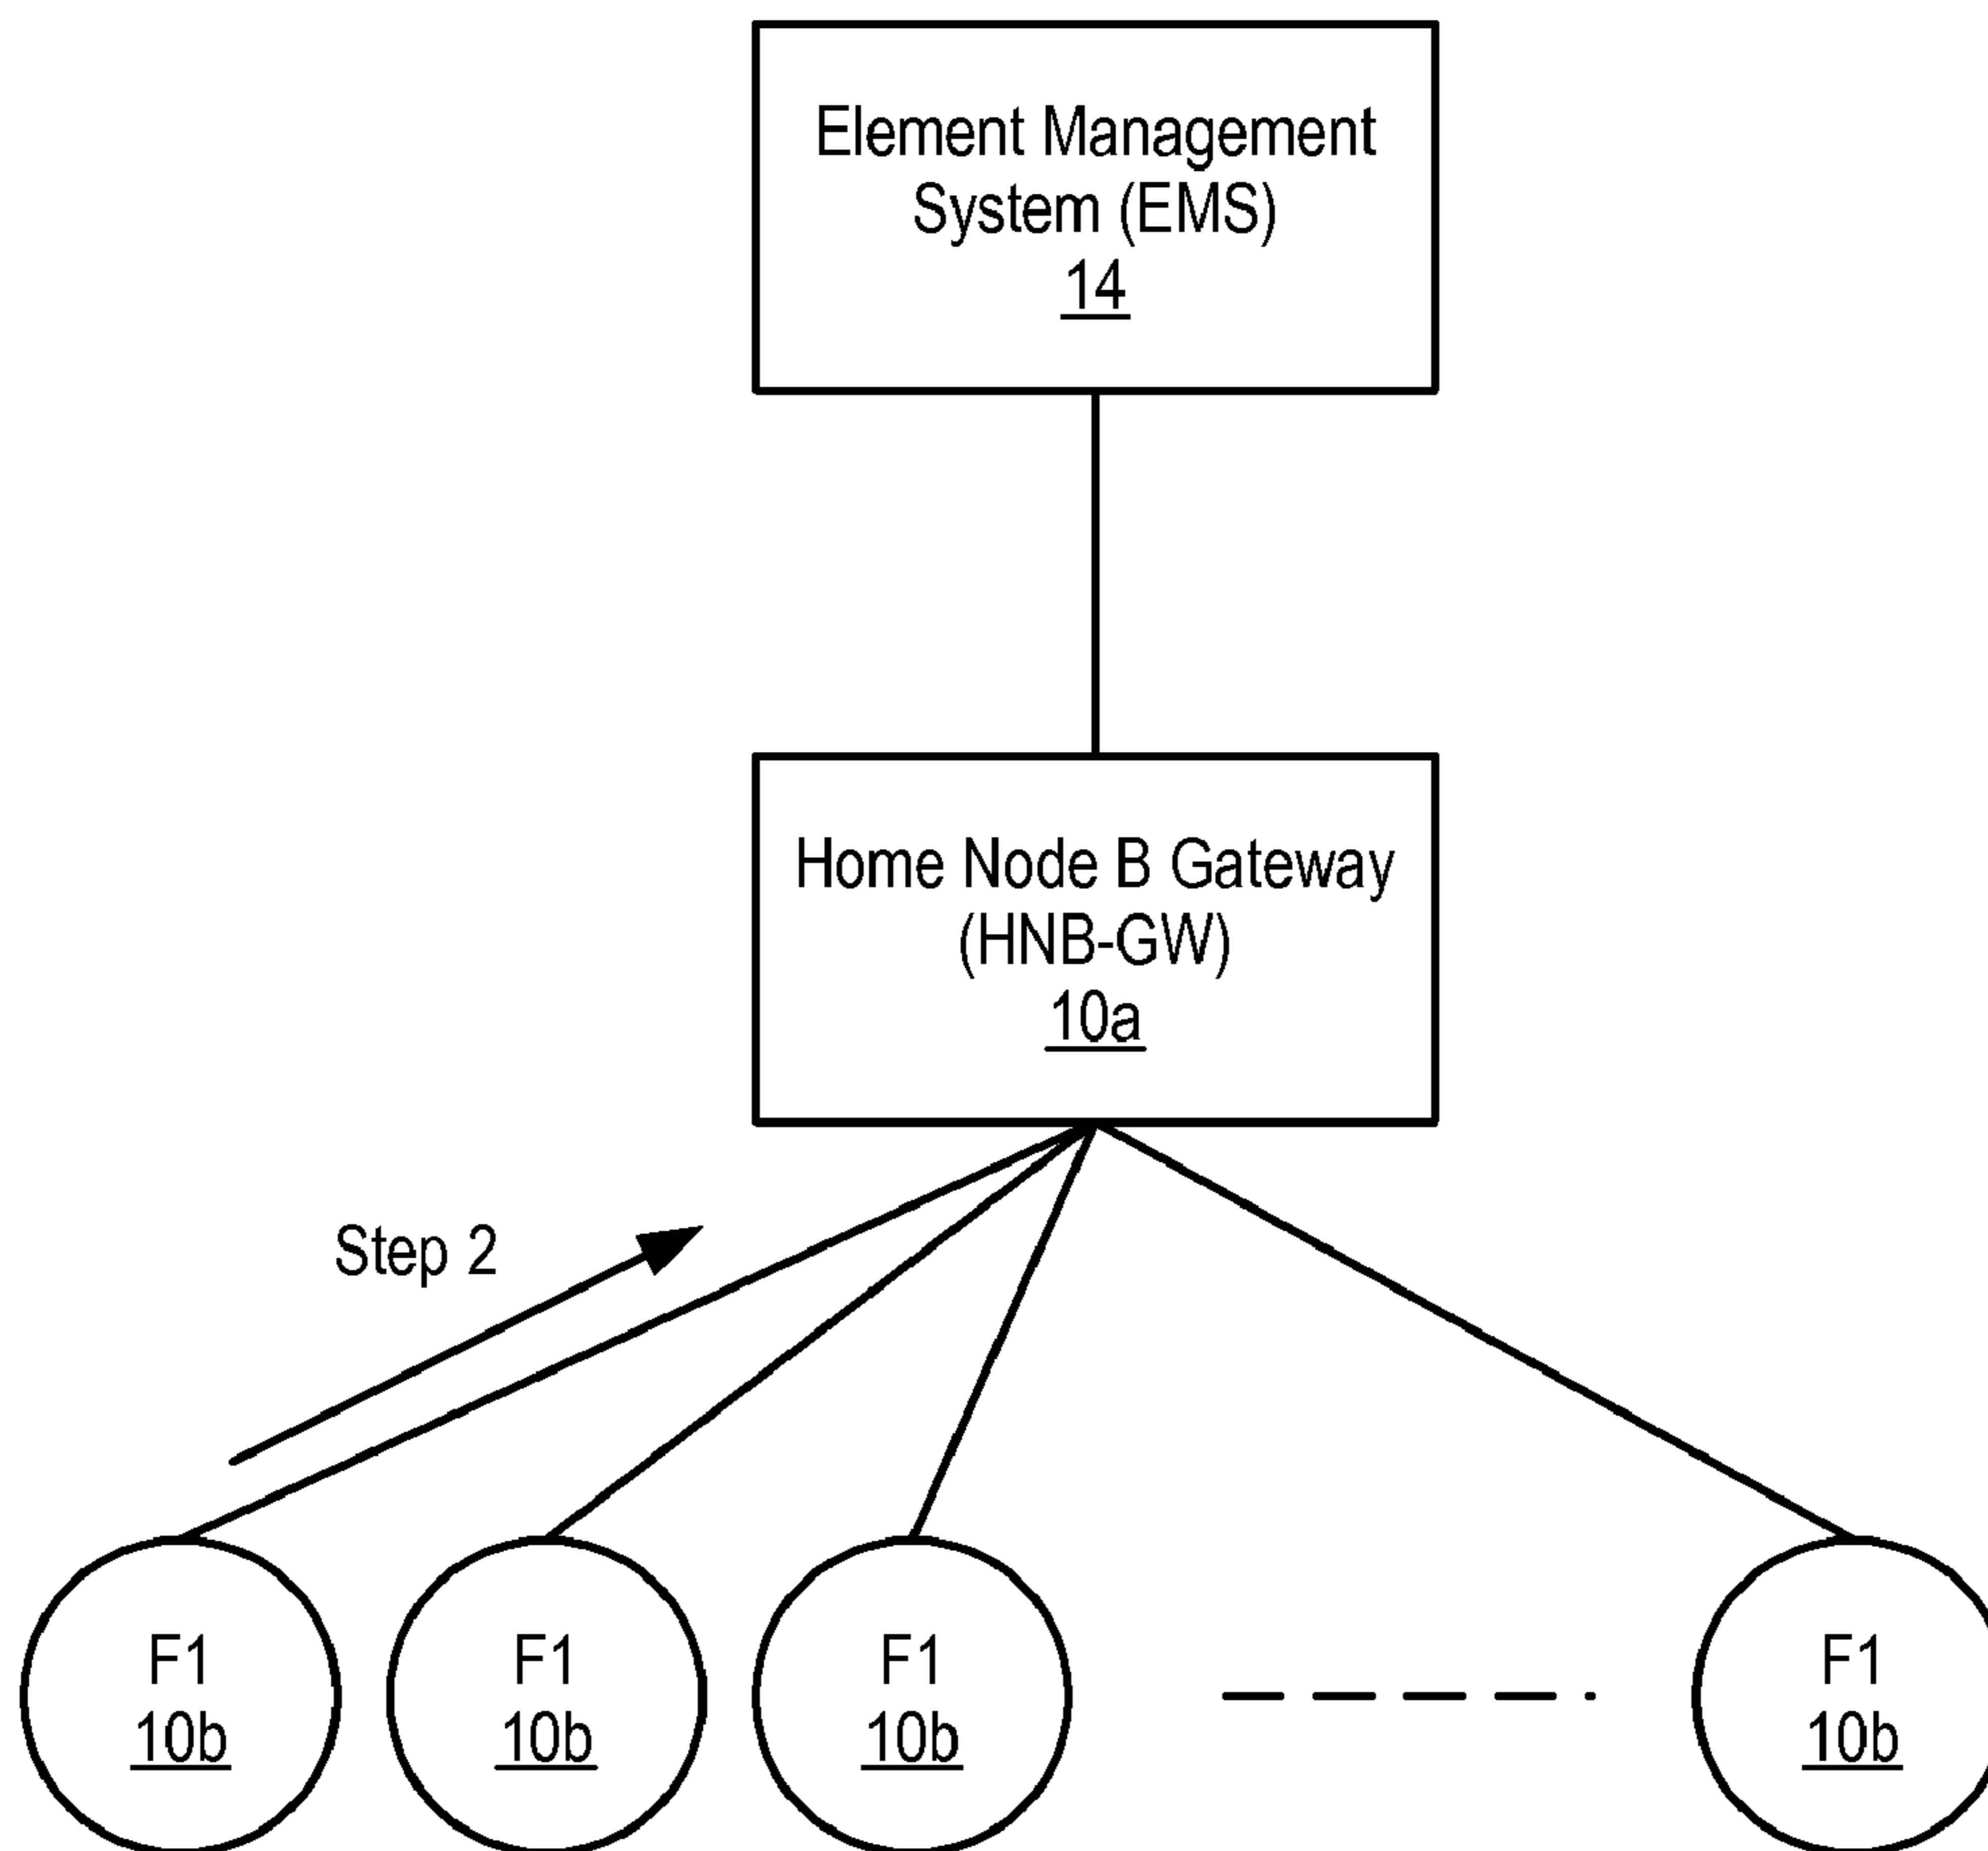 Element Management
System (EMS)
14
Home Node B Gateway
(HNB-GW)
10a
Step 2
F1
10b
F1
10b
F1
10b
F1
10b